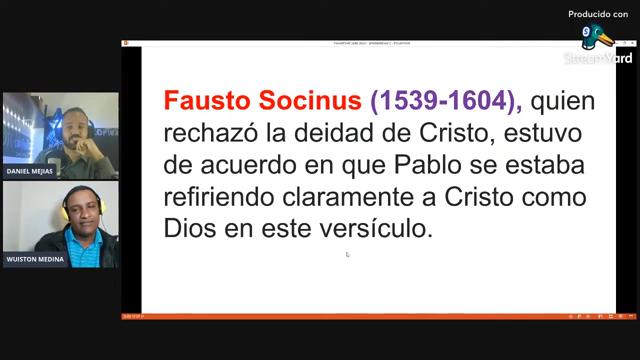 Producido con
StreamYard
Fausto Socinus (1539-1604), quien
rechazó la deidad de Cristo, estuvo
de acuerdo en que Pablo se estaba
refiriendo claramente a Cristo como
Dios en este versículo.
DANIEL MEJIAS
WUISTON MEDINA